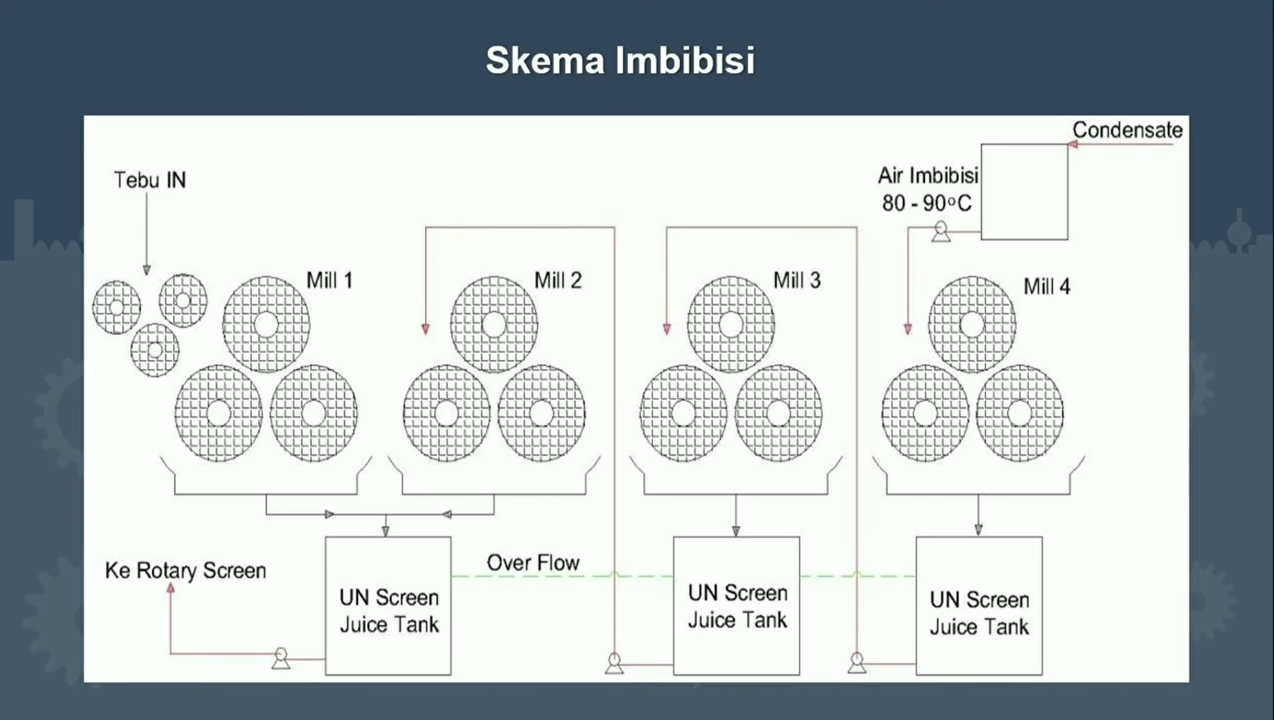 Skema Imbibisi
Condensate
Tebu IN
Air Imbibisi
80 - 90°C
Mill 1
Mill 2
Mill 3
Mill 4
Over Flow
Ke Rotary Screen
UN Screen
Juice Tank
UN Screen
Juice Tank
UN Screen
Juice Tank